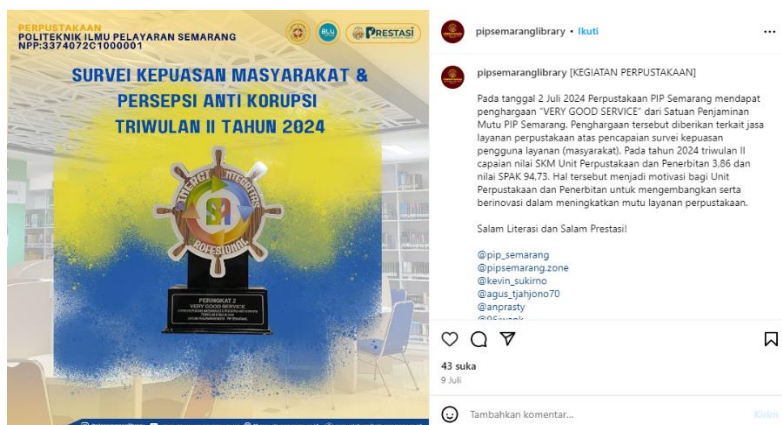 PERPUSTAKAAN
POLITEKNIK ILMU PELAYARAN SEMARANG
NPP:3374072C1000001
BLU
PRESTASI
SURVEI KEPUASAN MASYARAKAT &
PERSEPSI ANTI KORUPSI
TRIWULAN II TAHUN 2024
INTEGRITAS
PERINGKAT 2
VERY GOOD SERVICE
pipsemaranglibrary • Ikuti
pipsemaranglibrary [KEGIATAN PERPUSTAKAAN]
Pada tanggal 2 Juli 2024 Perpustakaan PIP Semarang mendapat
penghargaan "VERY GOOD SERVICE" dari Satuan Penjaminan
Mutu PIP Semarang. Penghargaan tersebut diberikan terkait jasa
layanan perpustakaan atas pencapaian survei kepuasan
pengguna layanan (masyarakat). Pada tahun 2024 triwulan II
capaian nilai SKM Unit Perpustakaan dan Penerbitan 3,86 dan
nilai SPAK 94,73. Hal tersebut menjadi motivasi bagi Unit
Perpustakaan dan Penerbitan untuk mengembangkan serta
berinovasi dalam meningkatkan mutu layanan perpustakaan.
Salam Literasi dan Salam Prestasi!
@pip_semarang
@pipsemarang.zone
@kevin_sukirno
@agus_tjahjono70
@anprasty
43 suka
9 Juli
Tambahkan komentar...
Kirim